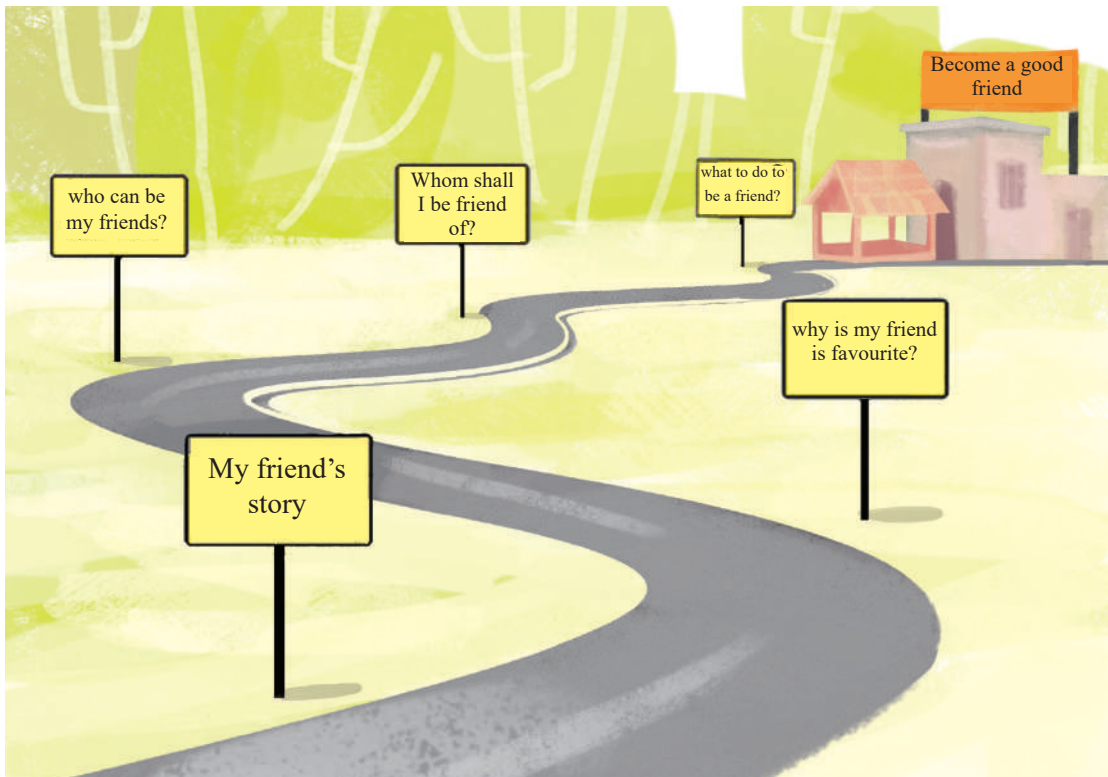 Become a good
friend
who can be
my friends?
Whom shall
I be friend
of?
what to do to
be a friend?
why is my friend
is favourite?
My friend’s
story